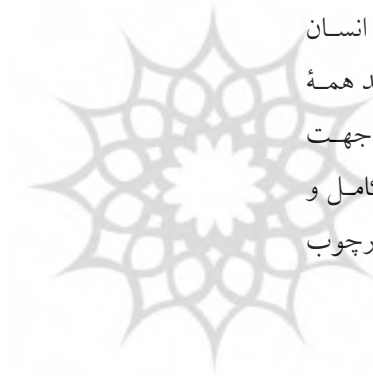 انسان
د همهٔ
جهت
کامل و
رچوب